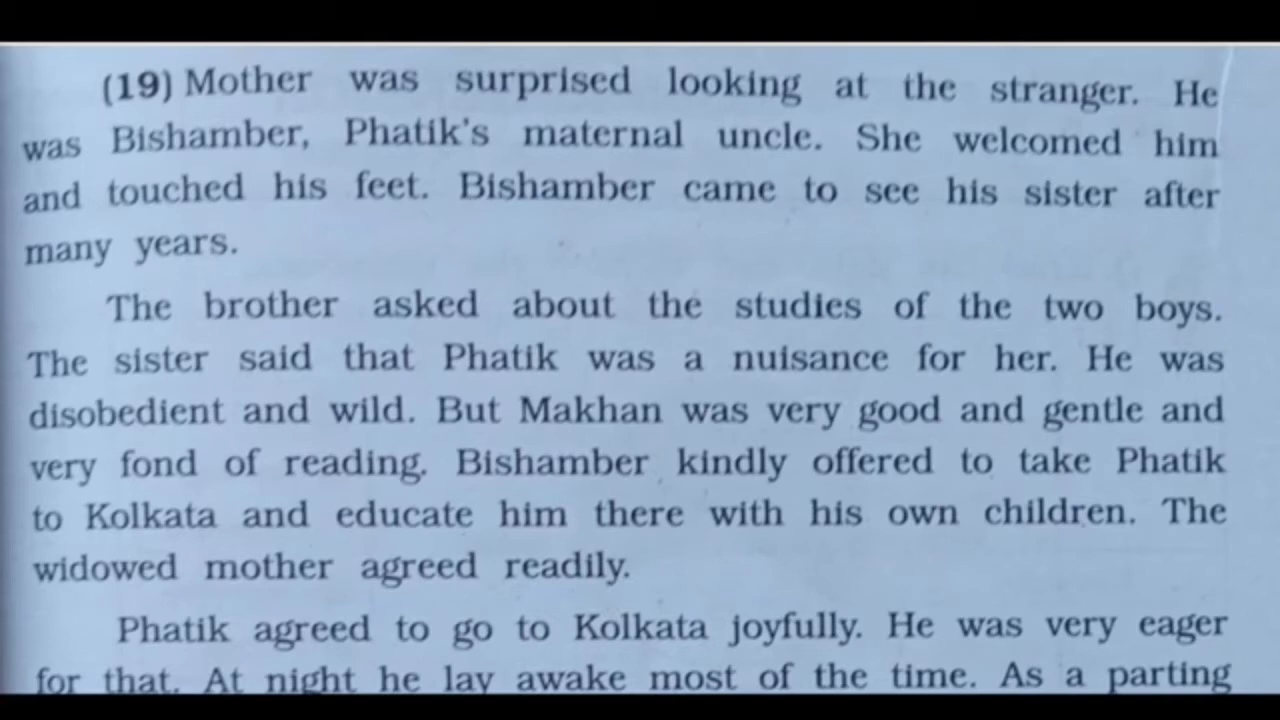 (19) Mother was surprised looking at the stranger. He
was Bishamber, Phatik's maternal uncle. She welcomed him
and touched his feet. Bishamber came to see his sister after
many years.
The brother asked about the studies of the two boys.
The sister said that Phatik was a nuisance for her. He was
disobedient and wild. But Makhan was very good and gentle and
very fond of reading. Bishamber kindly offered to take Phatik
to Kolkata and educate him there with his own children. The
widowed mother agreed readily.
Phatik agreed to go to Kolkata joyfully. He was very eager
for that. At night he lay awake most of the time. As a parting